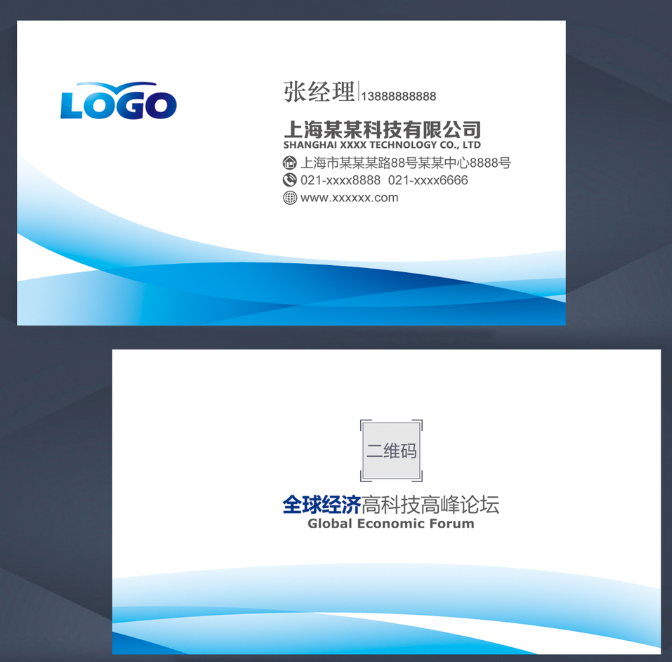 LOGO
张经理 13888888888
上海某某科技有限公司
SHANGHAI XXXX TECHNOLOGY CO., LTD
上海市某某某路88号某某中心8888号
021-xxxx8888 021-xxxx6666
www.xxxxxx.com
二维码
全球经济高科技高峰论坛
Global Economic Forum